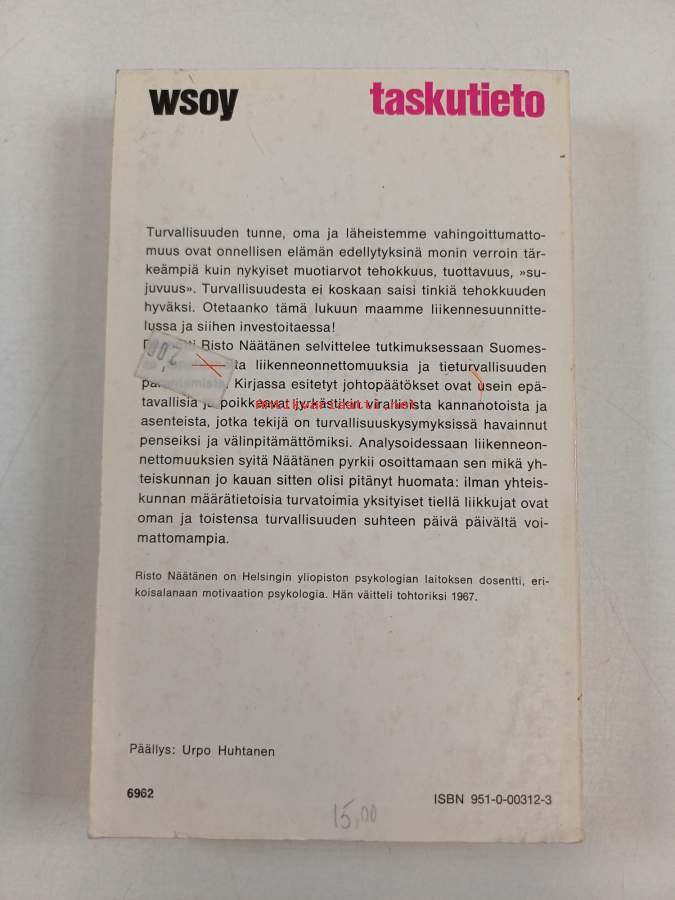 wsoy taskutieto
Turvallisuuden tunne, oma ja läheistemme vahingoittumatto-
muus ovat onnellisen elämän edellytyksinä monin verroin tär-
keämpiä kuin nykyiset muotiarvot tehokkuus, tuottavuus, »su-
juvuus». Turvallisuudesta ei koskaan saisi tinkiä tehokkuuden
hyväksi. Otetaanko tämä lukuun maamme liikennesuunnitte-
lussa ja siihen investoitaessa!
Risto Näätänen selvittelee tutkimuksessaan Suomes-
liikenneonnettomuuksia ja tieturvallisuuden
Kirjassa esitetyt johtopäätökset ovat usein epä-
tavallisia ja poikkeavat jyrkästikin virallisista kannanotoista ja
asenteista, jotka tekijä on turvallisuuskysymyksissä havainnut
penseiksi ja välinpitämättömiksi. Analysoidessaan liikenneon-
nettomuuksien syitä Näätänen pyrkii osoittamaan sen mikä yh-
teiskunnan jo kauan sitten olisi pitänyt huomata: ilman yhteis-
kunnan määrätietoisia turvatoimia yksityiset tiellä liikkujat ovat
oman ja toistensa turvallisuuden suhteen päivä päivältä voi-
mattomampia.
Risto Näätänen on Helsingin yliopiston psykologian laitoksen dosentti, eri-
koisalanaan motivaation psykologia. Hän väitteli tohtoriksi 1967.
Päällys: Urpo Huhtanen
6962
ISBN 951-0-00312-3
15,00